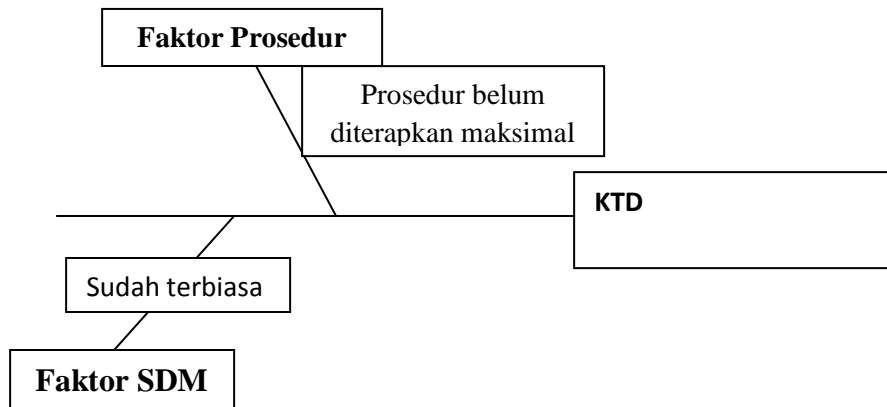 Faktor Prosedur
Prosedur belum
diterapkan maksimal
KTD
Sudah terbiasa
Faktor SDM